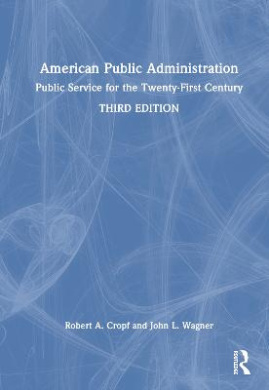 American Public Administration
Public Service for the Twenty-First Century
THIRD EDITION
Robert A. Cropf and John L. Wagner
ROUTLEDGE